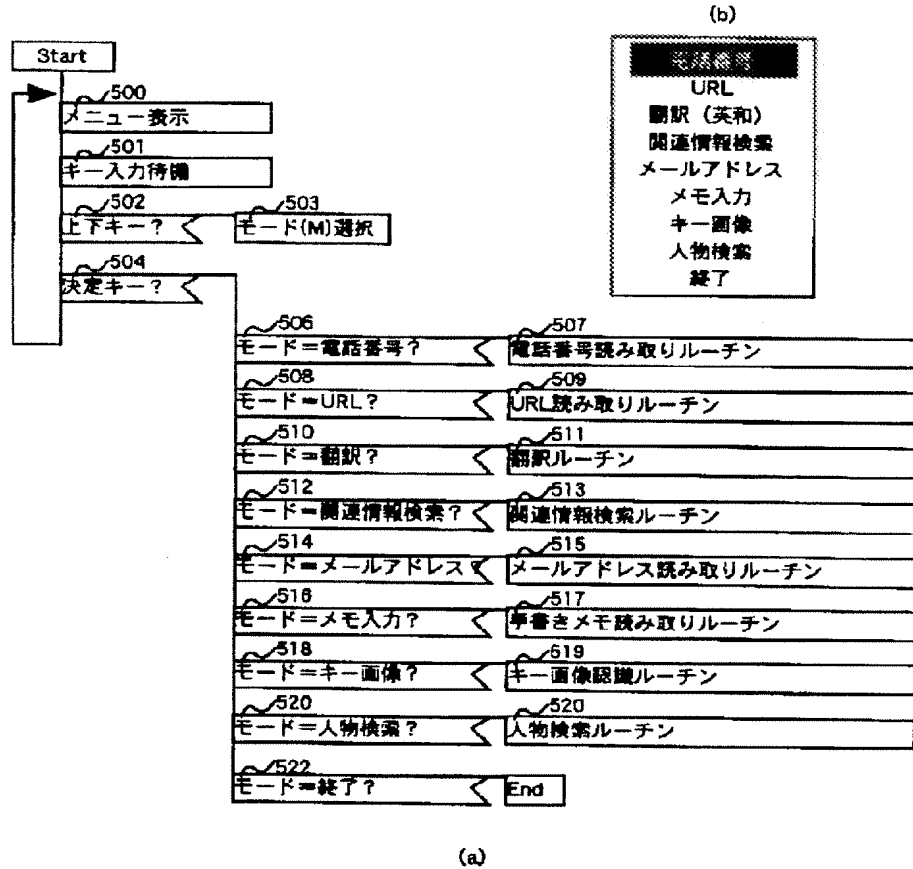 (b)
Start
500
メニュー表示
501
キー入力待機
502
上下キー?
503
モード(M)選択
504
決定キー?
電話番号
URL
翻訳(英和)
関連情報検索
メールアドレス
メモ入力
キー画像
人物検索
終了
506
モード=電話番号?
507
電話番号読み取りルーチン
508
モード=URL?
509
URL読み取りルーチン
510
モード=翻訳?
511
翻訳ルーチン
512
モード=関連情報検索?
513
関連情報検索ルーチン
514
モード=メールアドレス?
515
メールアドレス読み取りルーチン
516
モード=メモ入力?
517
手書きメモ読み取りルーチン
518
モード=キー画像?
519
キー画像認識ルーチン
520
モード=人物検索?
520
人物検索ルーチン
522
モード=終了?
End
(a)